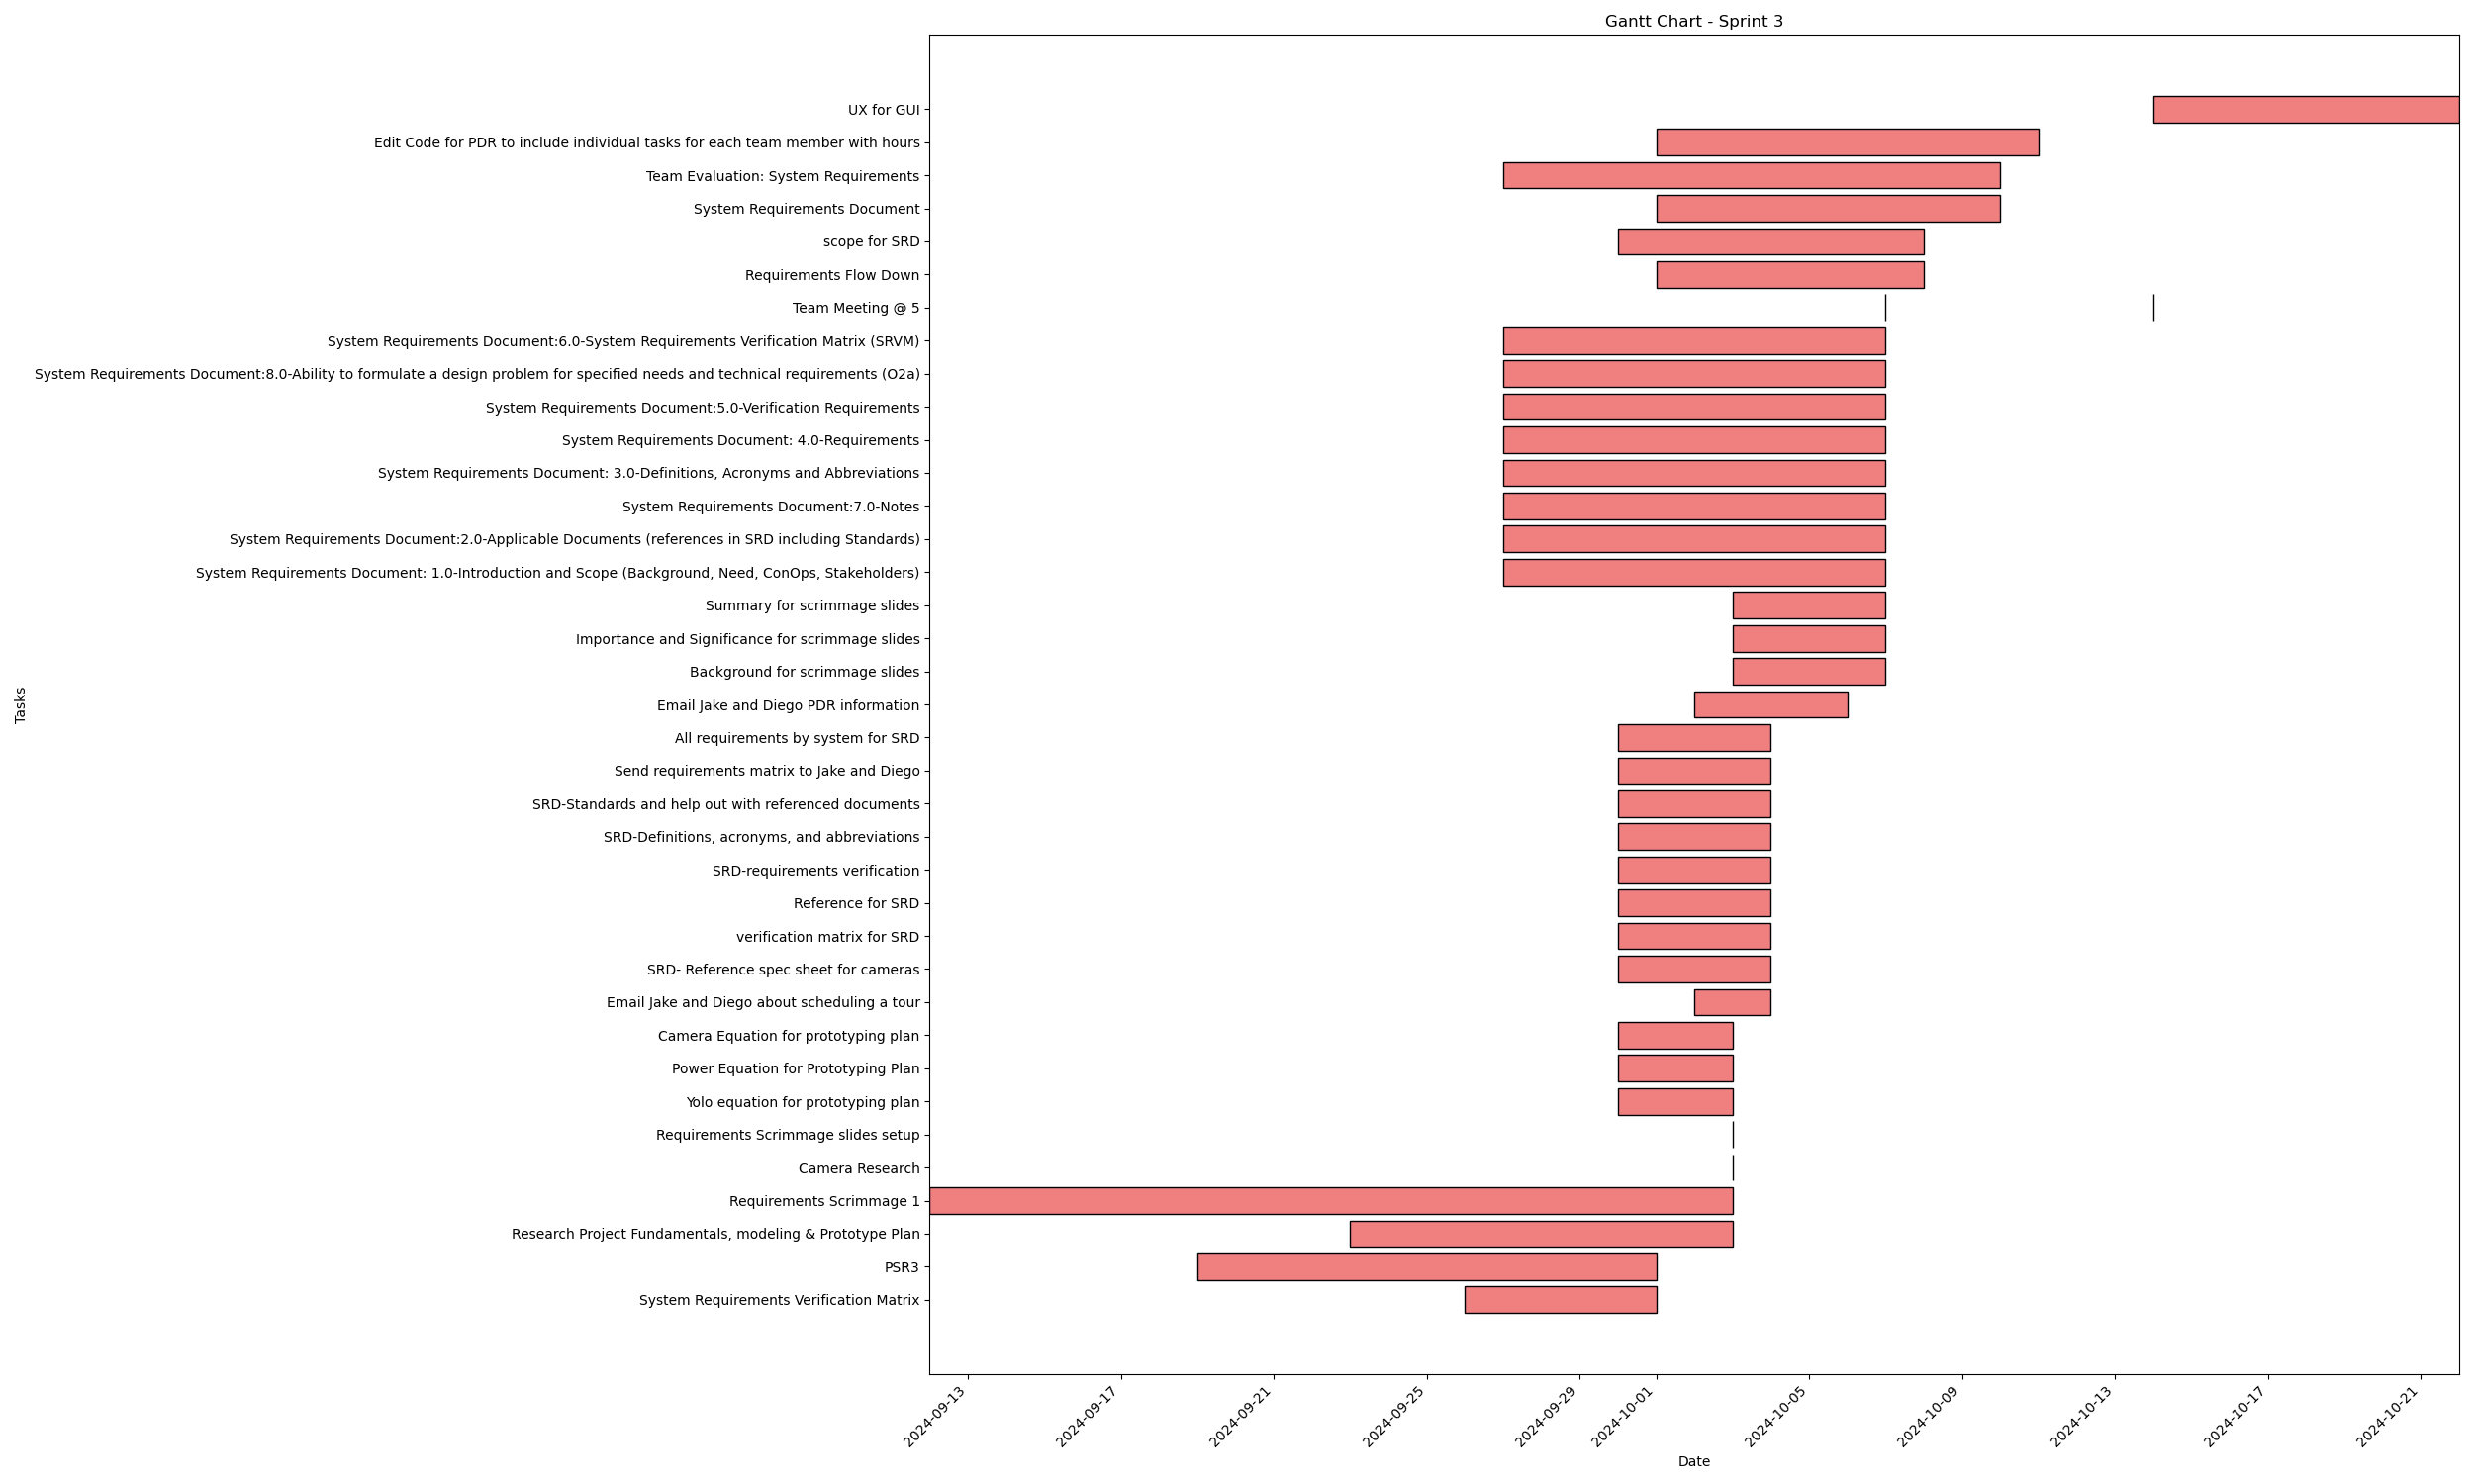 Gantt Chart - Sprint 3
UX for GUI
Edit Code for PDR to include individual tasks for each team member with hours
Team Evaluation: System Requirements
System Requirements Document
scope for SRD
Requirements Flow Down
Team Meeting @ 5
System Requirements Document:6.0-System Requirements Verification Matrix (SRVM)
System Requirements Document:8.0-Ability to formulate a design problem for specified needs and technical requirements (O2a)
System Requirements Document:5.0-Verification Requirements
System Requirements Document: 4.0-Requirements
System Requirements Document: 3.0-Definitions, Acronyms and Abbreviations
System Requirements Document:7.0-Notes
System Requirements Document:2.0-Applicable Documents (references in SRD including Standards)
System Requirements Document: 1.0-Introduction and Scope (Background, Need, ConOps, Stakeholders)
Summary for scrimmage slides
Importance and Significance for scrimmage slides
Background for scrimmage slides
Email Jake and Diego PDR information
All requirements by system for SRD
Send requirements matrix to Jake and Diego
SRD-Standards and help out with referenced documents
SRD-Definitions, acronyms, and abbreviations
SRD-requirements verification
Reference for SRD
verification matrix for SRD
SRD- Reference spec sheet for cameras
Email Jake and Diego about scheduling a tour
Camera Equation for prototyping plan
Power Equation for Prototyping Plan
Yolo equation for prototyping plan
Requirements Scrimmage slides setup
Camera Research
Requirements Scrimmage 1
Research Project Fundamentals, modeling & Prototype Plan
PSR3
System Requirements Verification Matrix
Tasks
2024-09-13
2024-09-17
2024-09-21
2024-09-25
2024-09-29
2024-10-01
2024-10-05
2024-10-09
2024-10-13
2024-10-17
2024-10-21
Date